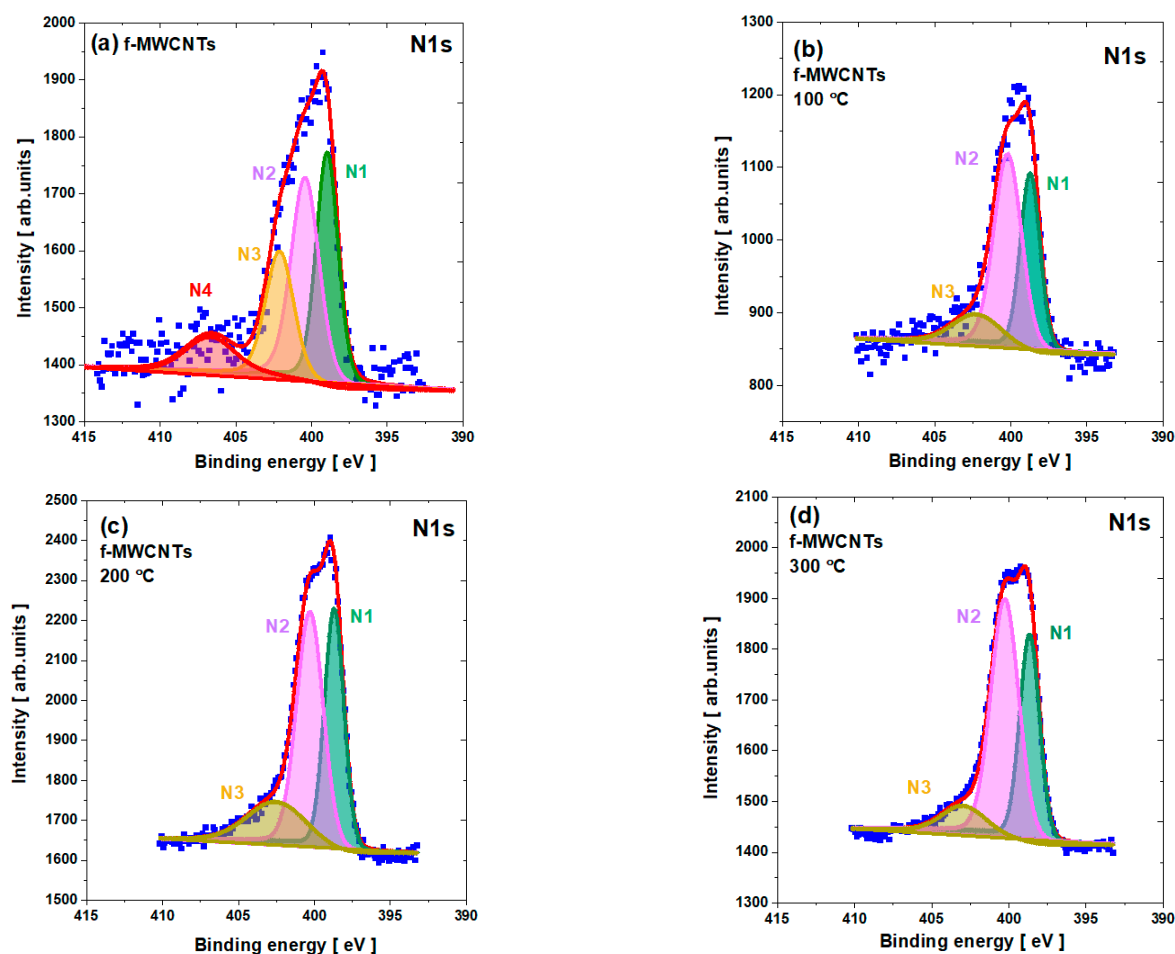 (a) f-MWCNTs
N1s
2000
1900
1800
1700
1600
1500
1400
1300
N1
N2
N3
N4
415 410 405 400 395 390
Intensity [ arb.units ]
Binding energy [ eV ]
(b)
f-MWCNTs
100 °C
N1s
1300
1200
1100
1000
900
800
N2
N1
N3
415 410 405 400 395 390
Intensity [ arb.units ]
Binding energy [ eV ]
(c)
f-MWCNTs
200 °C
N1s
2500
2400
2300
2200
2100
2000
1900
1800
1700
1600
1500
N2
N1
N3
415 410 405 400 395 390
Intensity [ arb.units ]
Binding energy [ eV ]
(d)
f-MWCNTs
300 °C
N1s
2100
2000
1900
1800
1700
1600
1500
1400
1300
N2
N1
N3
415 410 405 400 395 390
Intensity [ arb.units ]
Binding energy [ eV ]